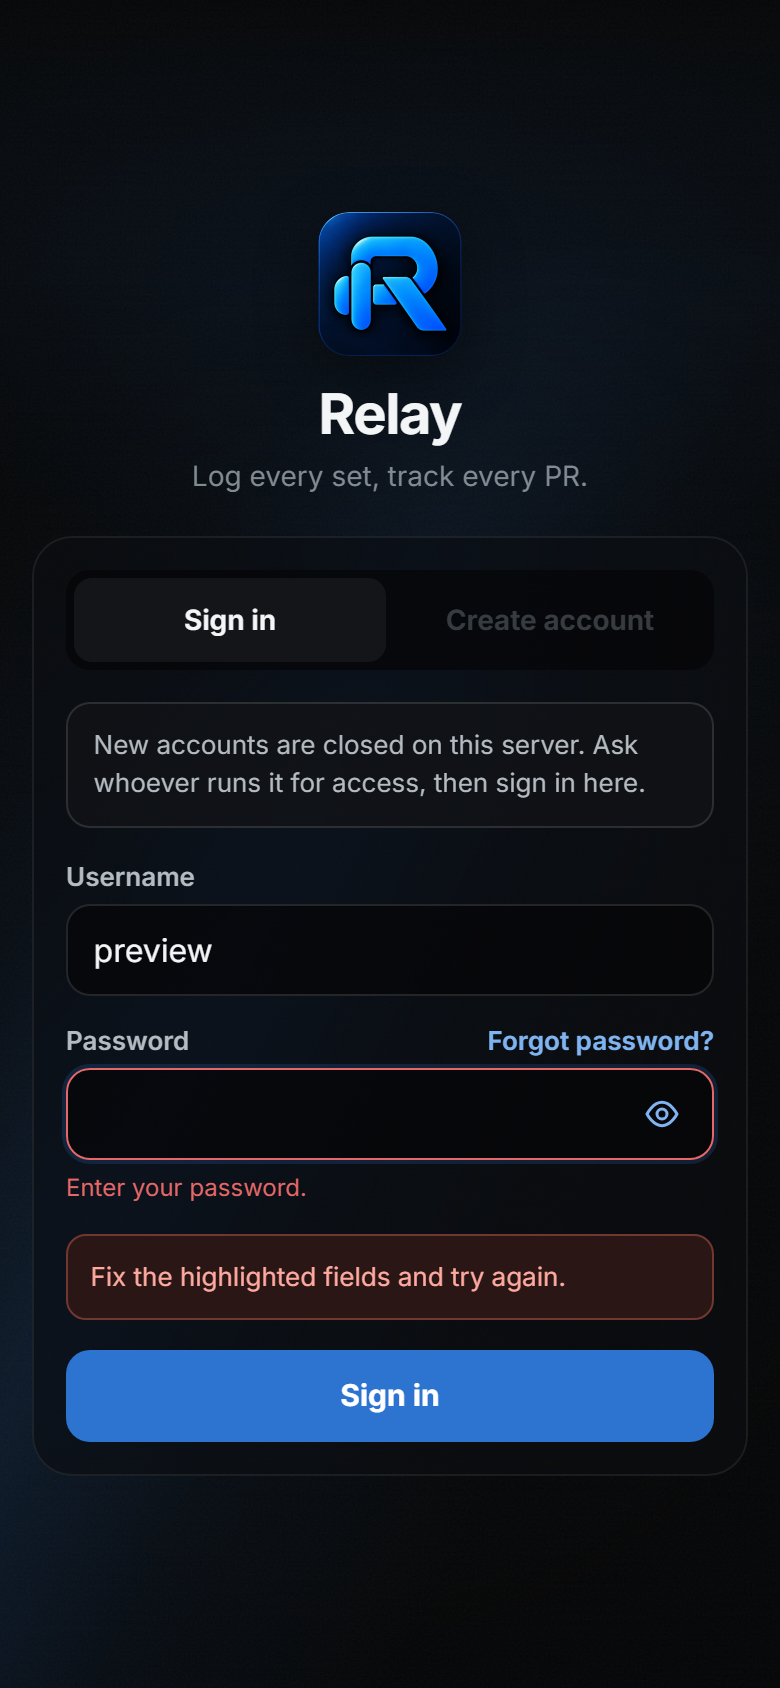 Relay
Log every set, track every PR.
Sign in
Create account
New accounts are closed on this server. Ask
whoever runs it for access, then sign in here.
Username
preview
Password
Forgot password?
Enter your password.
Fix the highlighted fields and try again.
Sign in